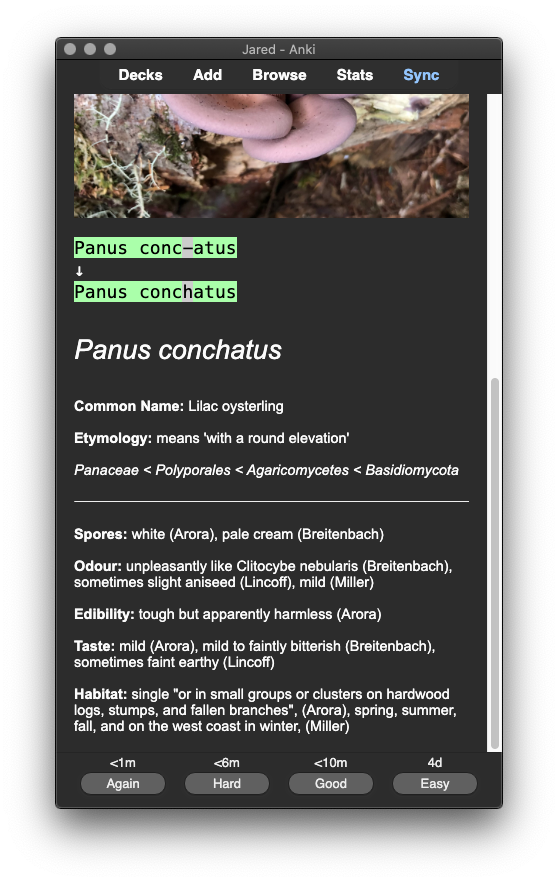 Jared - Anki
Decks Add Browse Stats Sync
Panus conc-atus
↓
Panus conchatus
Panus conchatus
Common Name: Lilac oysterling
Etymology: means 'with a round elevation'
Panaceae < Polyporales < Agaricomycetes < Basidiomycota
Spores: white (Arora), pale cream (Breitenbach)
Odour: unpleasantly like Clitocybe nebularis (Breitenbach),
sometimes slight aniseed (Lincoff), mild (Miller)
Edibility: tough but apparently harmless (Arora)
Taste: mild (Arora), mild to faintly bitterish (Breitenbach),
sometimes faint earthy (Lincoff)
Habitat: single "or in small groups or clusters on hardwood
logs, stumps, and fallen branches", (Arora), spring, summer,
fall, and on the west coast in winter, (Miller)
<1m <6m <10m 4d
Again Hard Good Easy